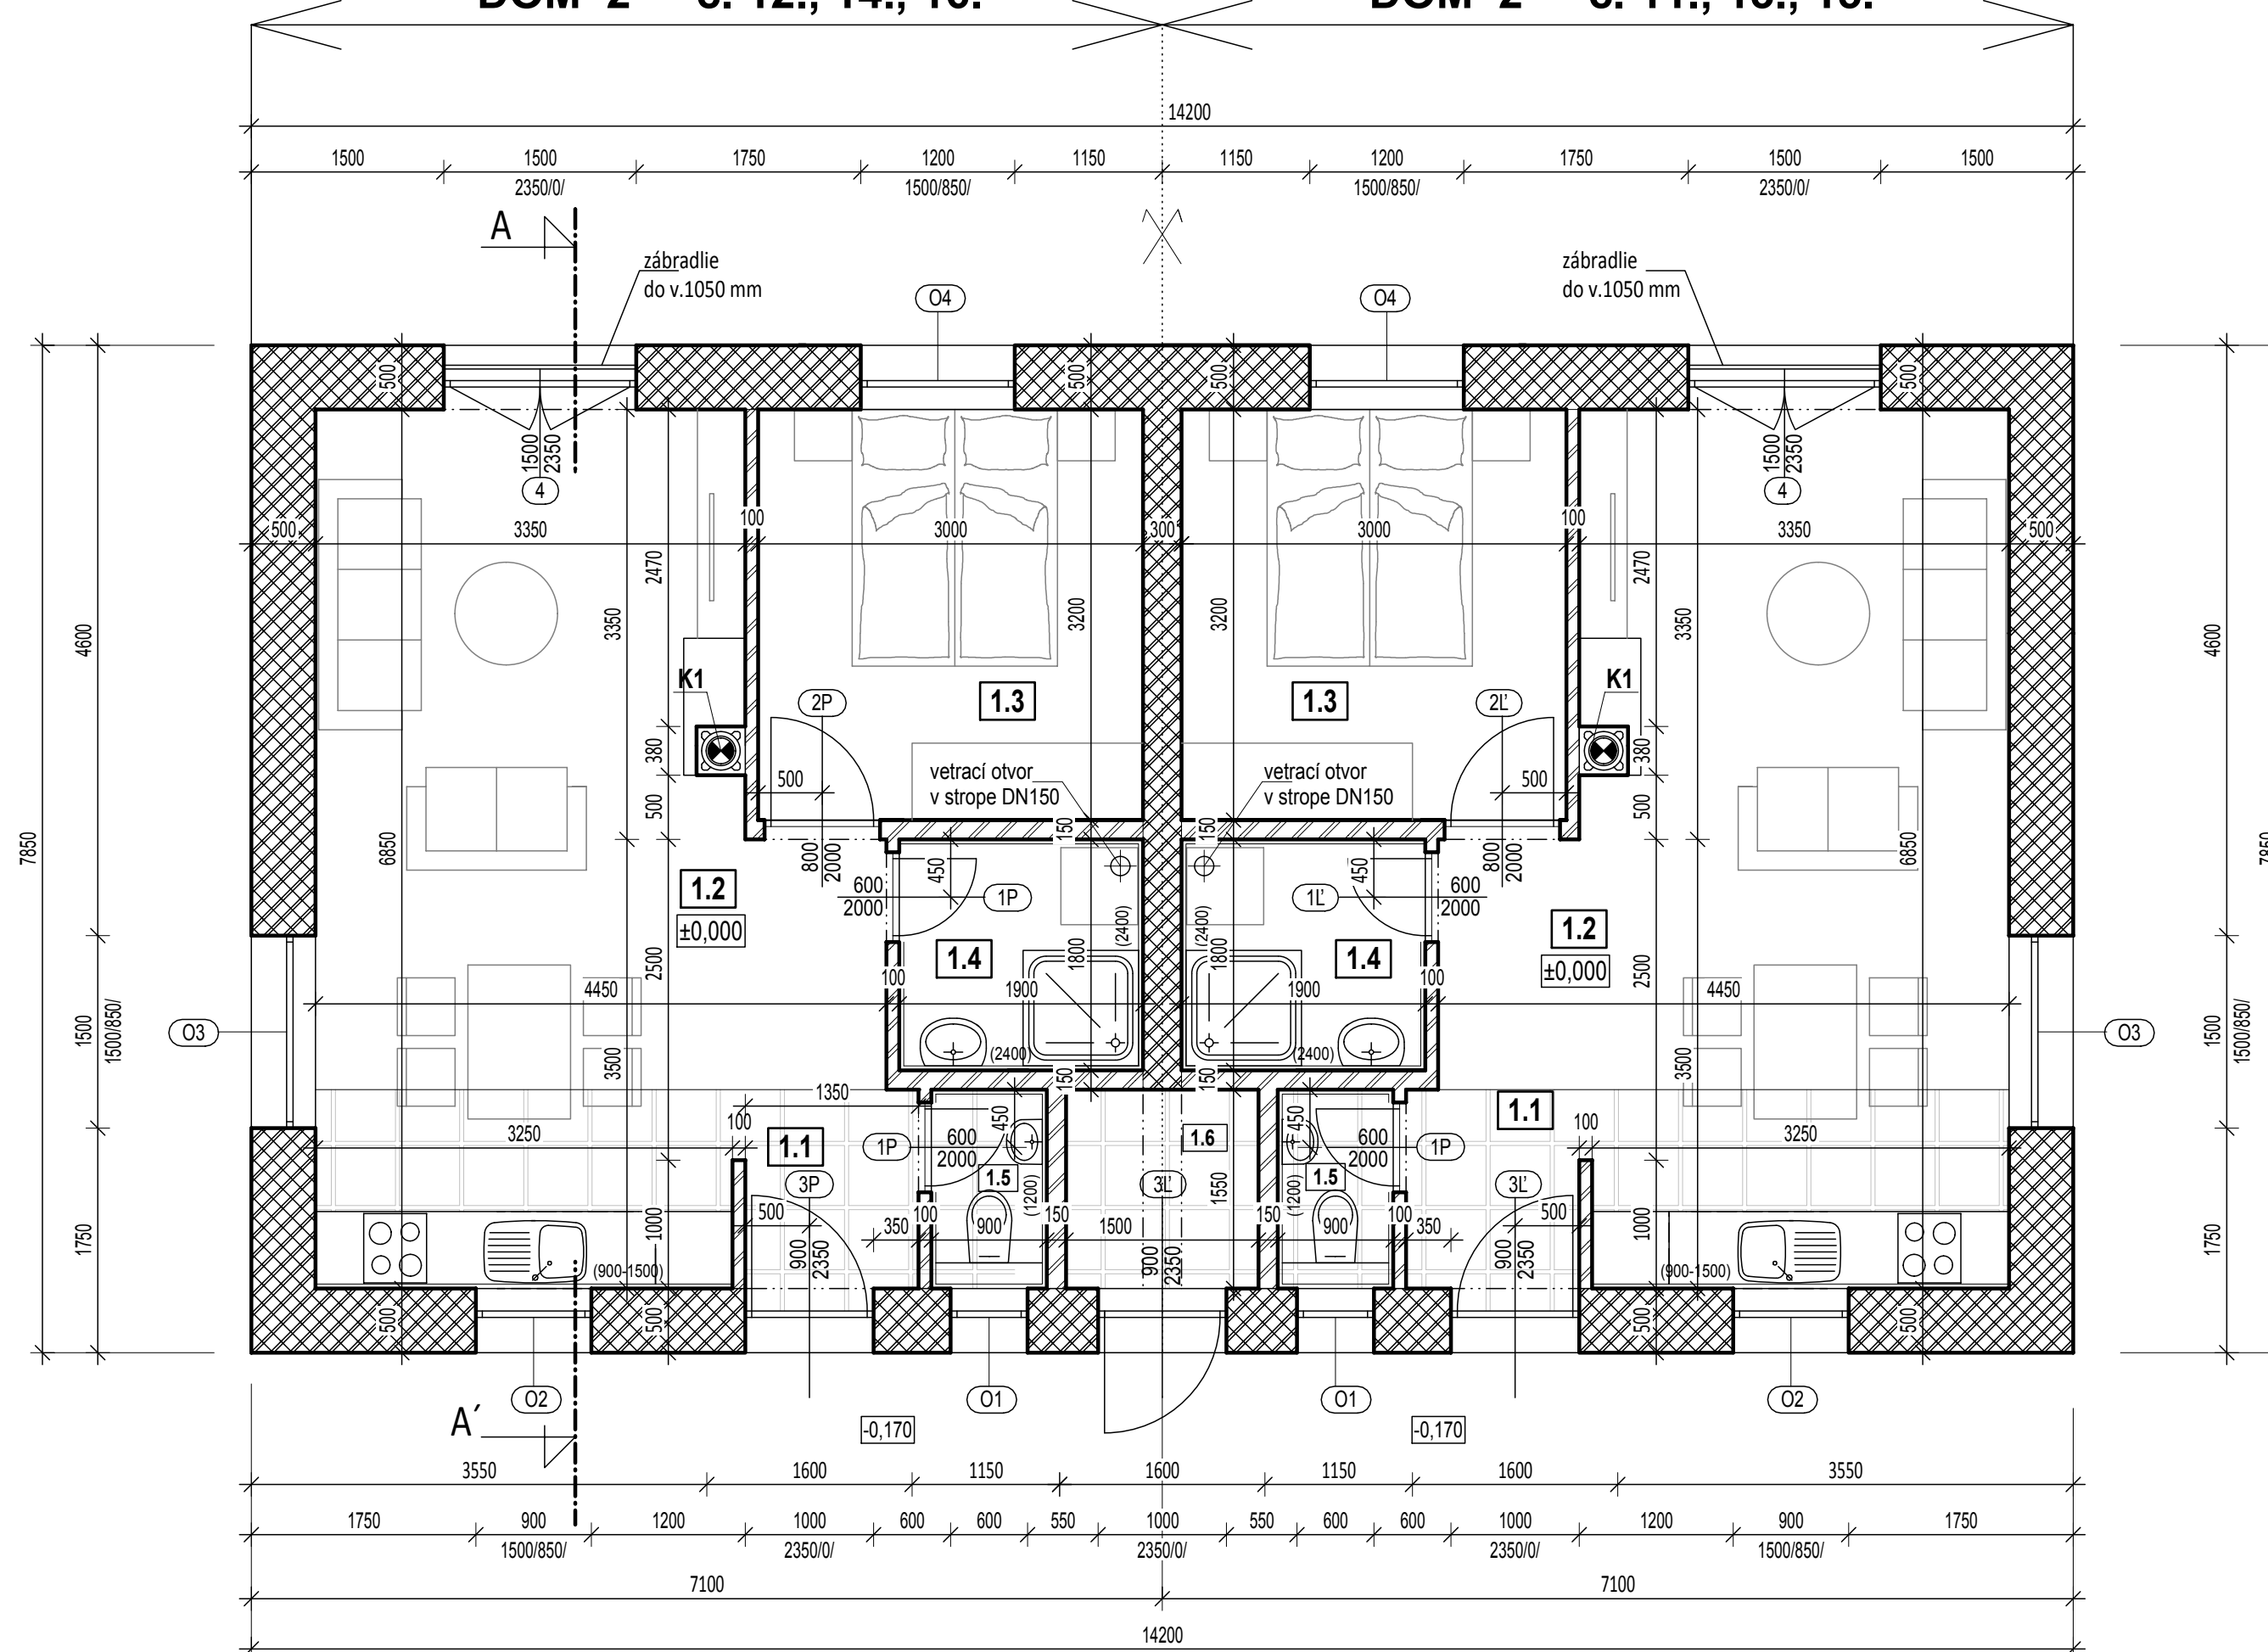 14200
1500 1500 1750 1200 1150 1150 1200 1750 1500 1500
2350/0/ 1500/850/ 1500/850/ 2350/0/
A
zábradlie
do v.1050 mm
zábradlie
do v.1050 mm
O4 O4
500 500 500 500
1500 2350 1500 2350
4 4
500 3350 100 3000 300 3000 100 3350 500
2470 2470
4600 3350 3200 3200 3350 4600
K1 1.3 1.3 K1
2P 2Ľ
380 380
500 500
vetrací otvor
v strope DN150
vetrací otvor
v strope DN150
500 150 150 500
7850 6850 6850 7850
800 2000 450 450 800 2000
1.2 600 1P 1Ľ 600 1.2
±0,000 2000 2000 ±0,000
(2400) (2400)
1.4 1.4
2500 1800 1800 2500
100 100
4450 1900 1900 4450
O3 1500 1500/850/ 1500 1500/850/ O3
(2400) (2400)
3500 150 150 3500
1350 1.1
450 450
3250 100 1.1 1P 600 2000 1.6 600 2000 1P 100 3250
3P 1.5 3Ľ 1.5 3Ľ
(1200) 1550 (1200)
1750 1000 500 350 100 900 150 1500 150 900 100 350 500 1000 1750
900 2350 900 2350 900 2350
(900-1500) (900-1500)
500 500 500 500
O2 O1 O1 O2
A´ -0,170 -0,170
3550 1600 1150 1600 1150 1600 3550
1750 900 1200 1000 600 600 550 1000 550 600 600 1000 1200 900 1750
1500/850/ 2350/0/ 2350/0/ 2350/0/ 1500/850/
7100 7100
14200